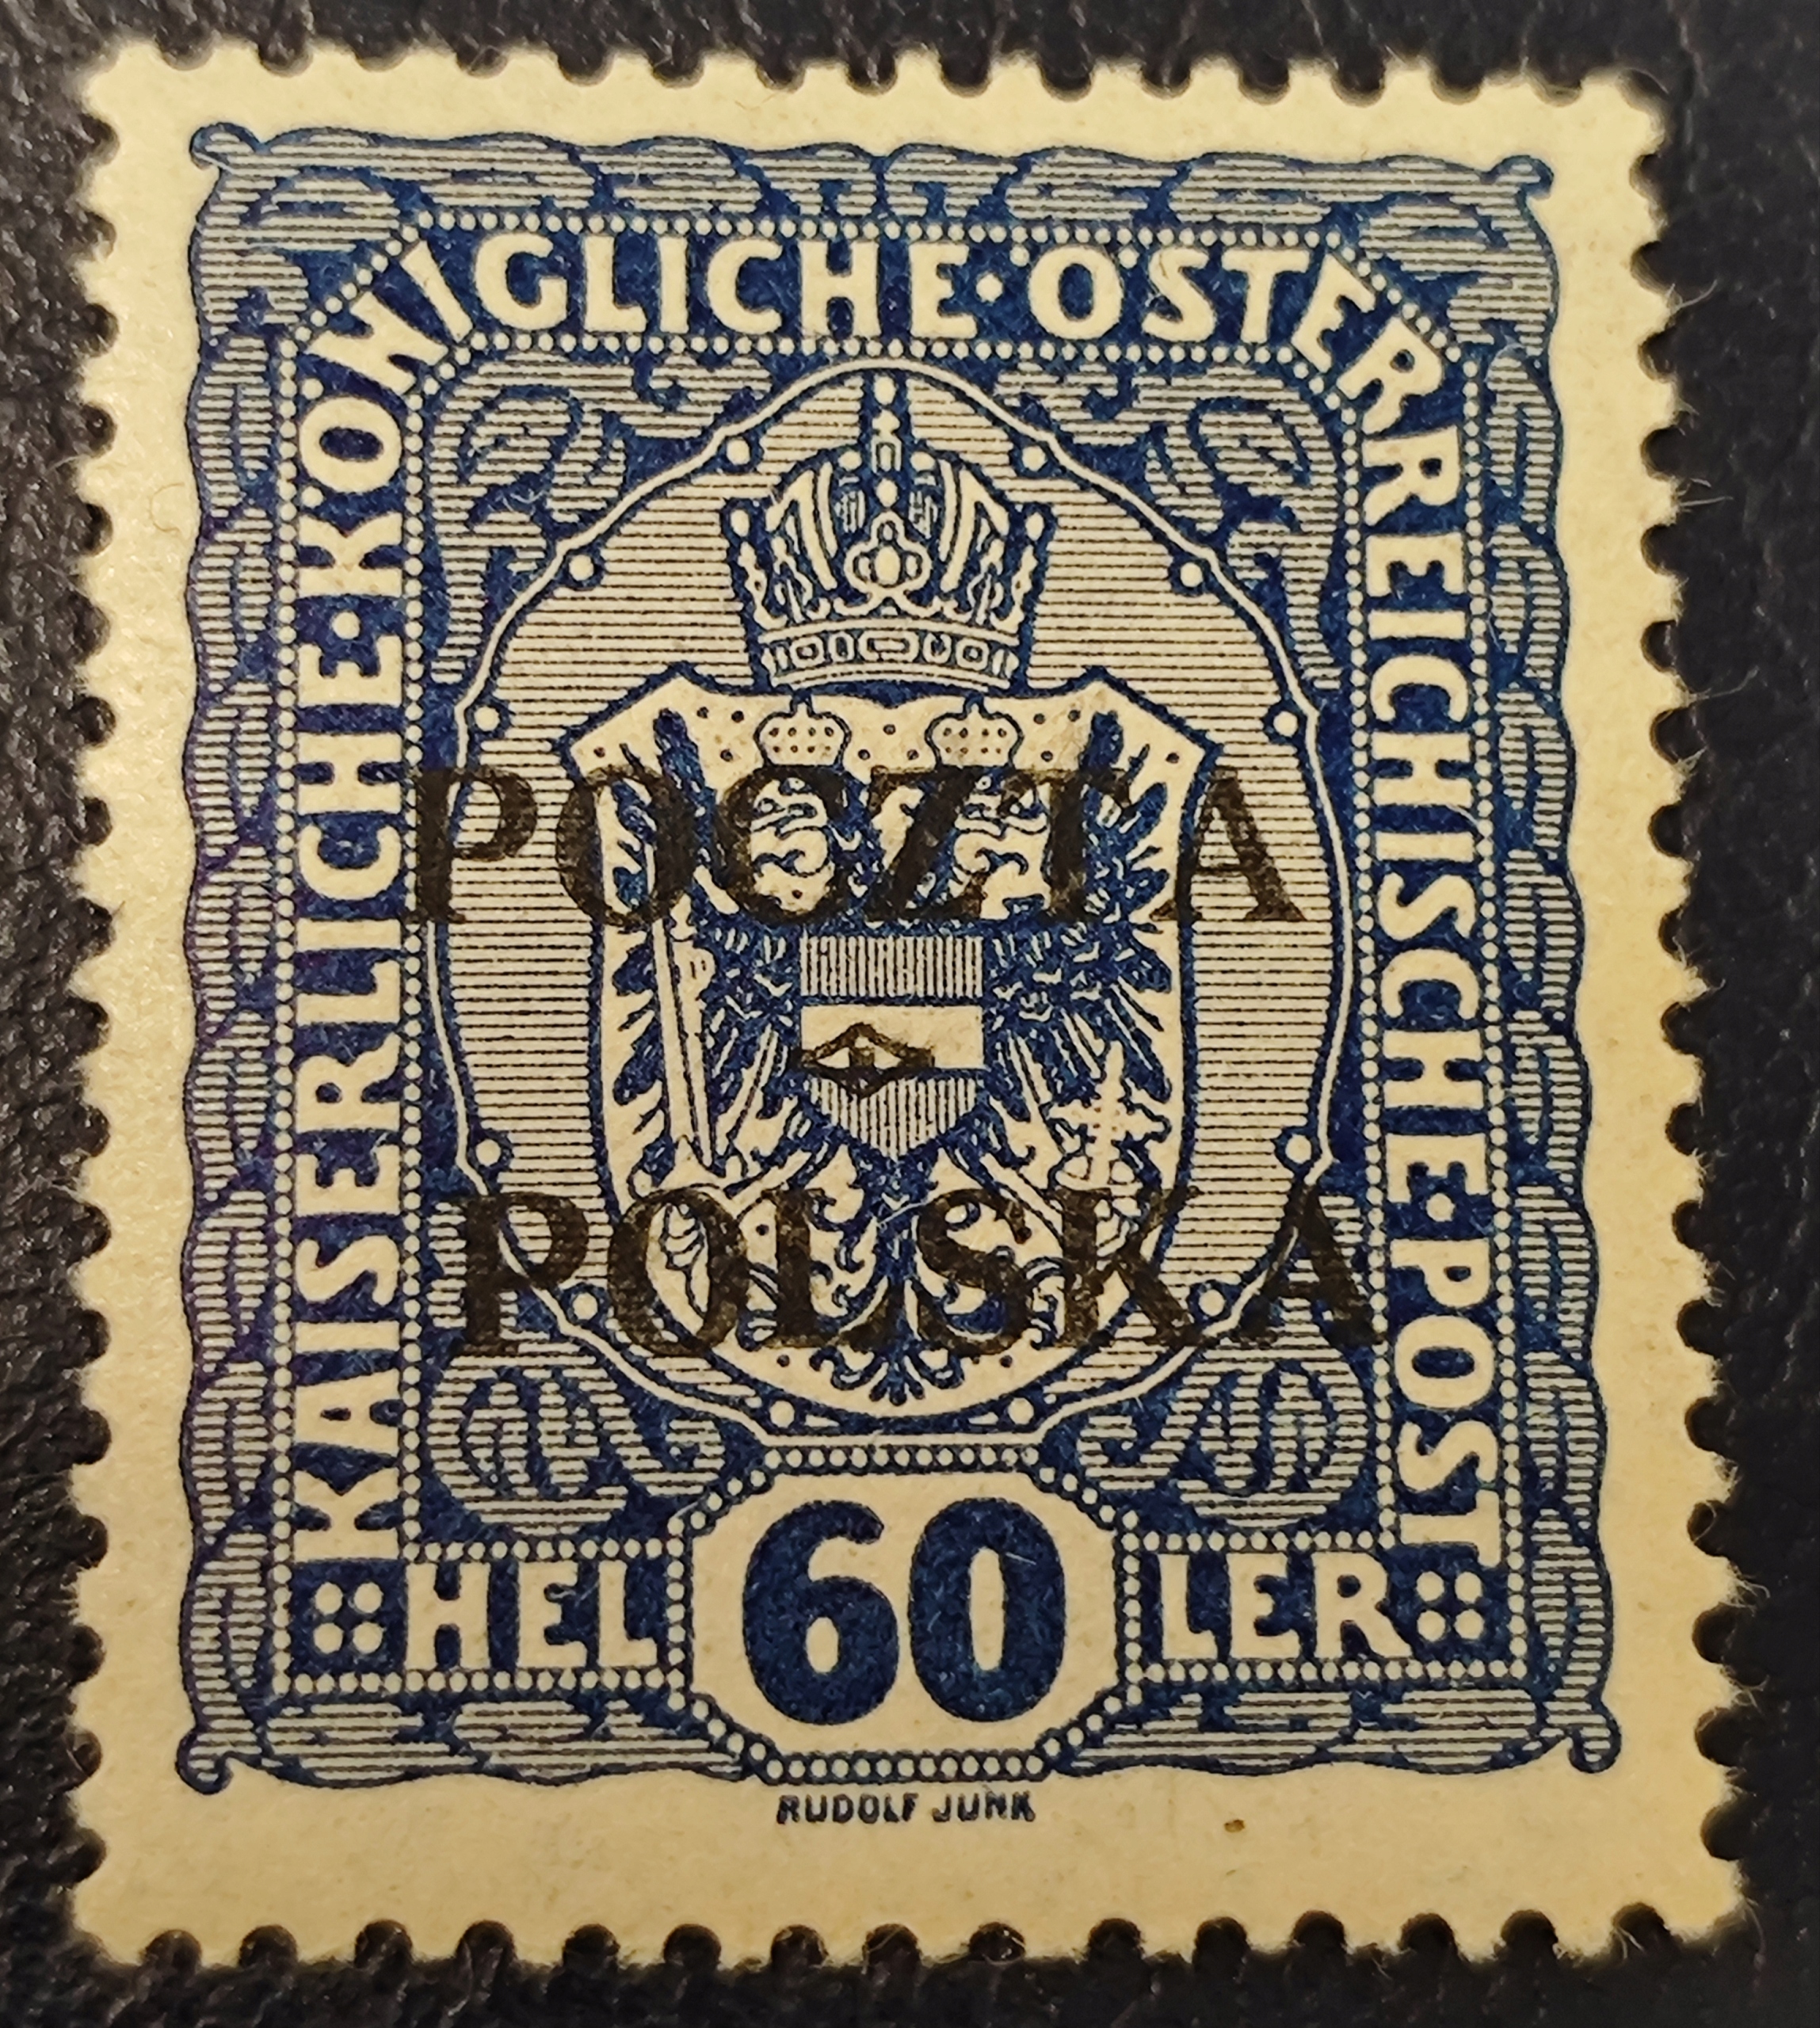 KAISERLICHE·KÖNIGLICHE·ÖSTERREICHISCHE·POST
POCZTA
POLSKA
HEL 60 LER
RUDOLF JUNK